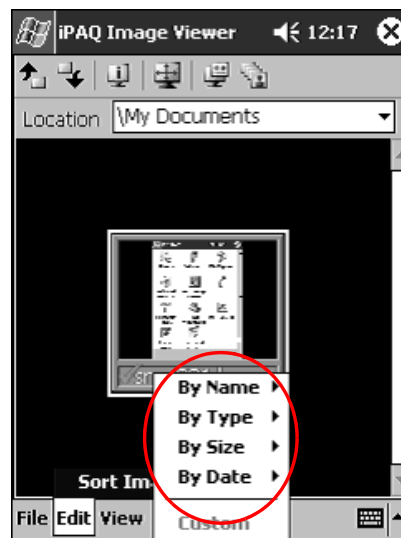 iPAQ Image Viewer 12:17
Location \My Documents
By Name
By Type
By Size
By Date
Sort Im
Custom
File Edit View